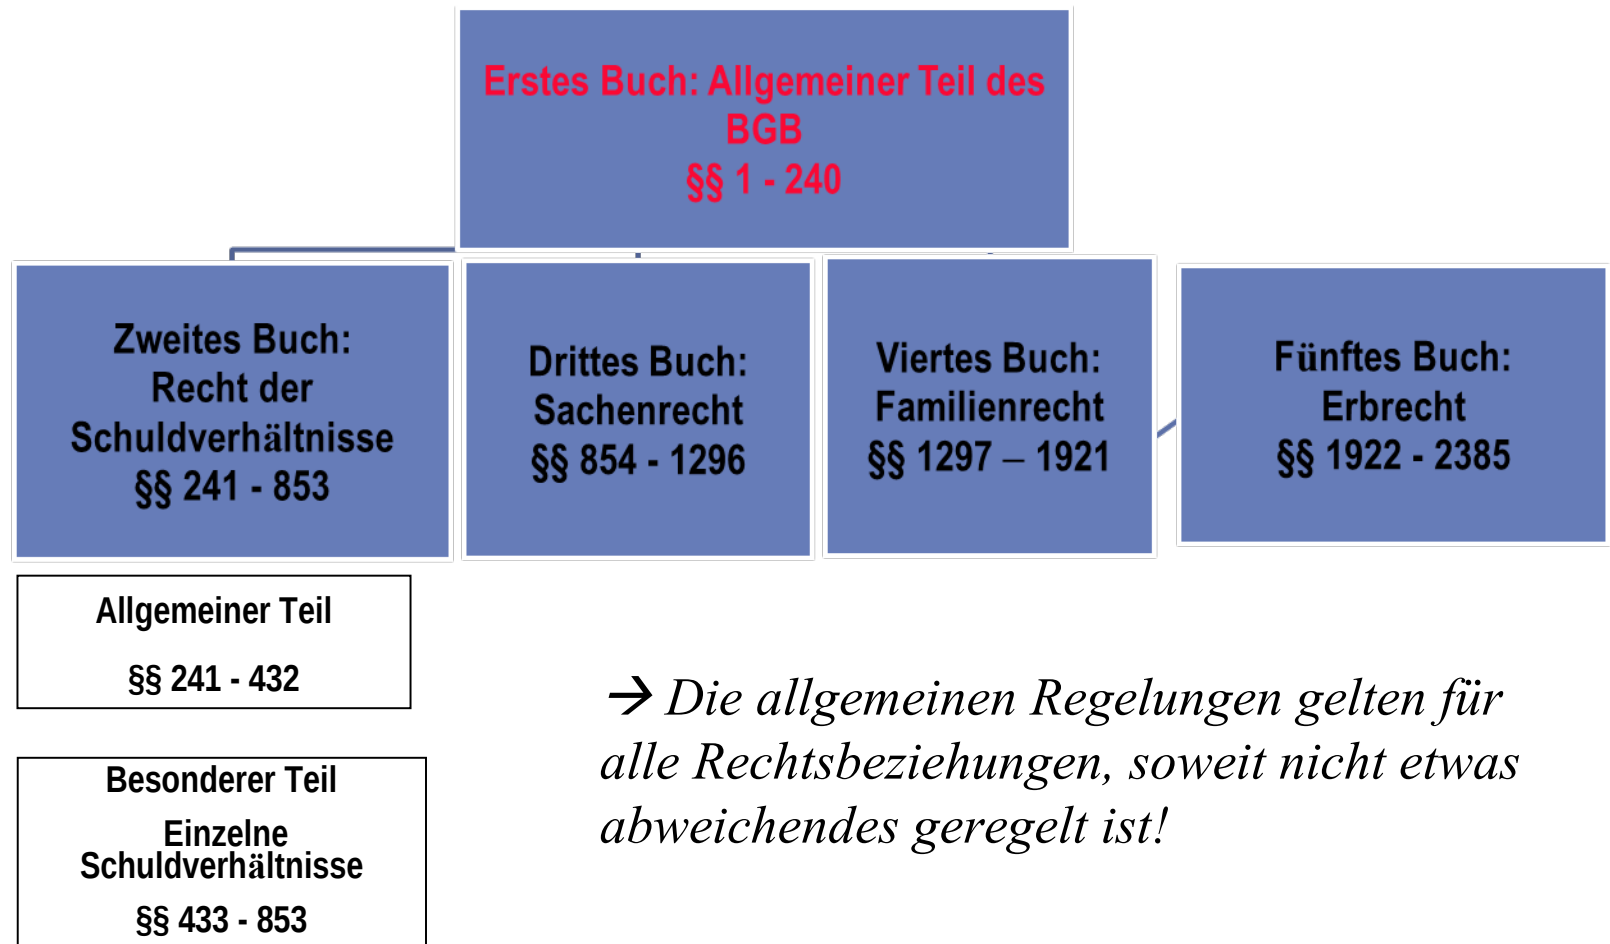 Erstes Buch: Allgemeiner Teil des
BGB
§§ 1 - 240
Zweites Buch:
Recht der
Schuldverhältnisse
§§ 241 - 853
Drittes Buch:
Sachenrecht
§§ 854 - 1296
Viertes Buch:
Familienrecht
§§ 1297 – 1921
Fünftes Buch:
Erbrecht
§§ 1922 - 2385
Allgemeiner Teil
§§ 241 - 432
Besonderer Teil
Einzelne
Schuldverhältnisse
§§ 433 - 853
→ Die allgemeinen Regelungen gelten für
alle Rechtsbeziehungen, soweit nicht etwas
abweichendes geregelt ist!